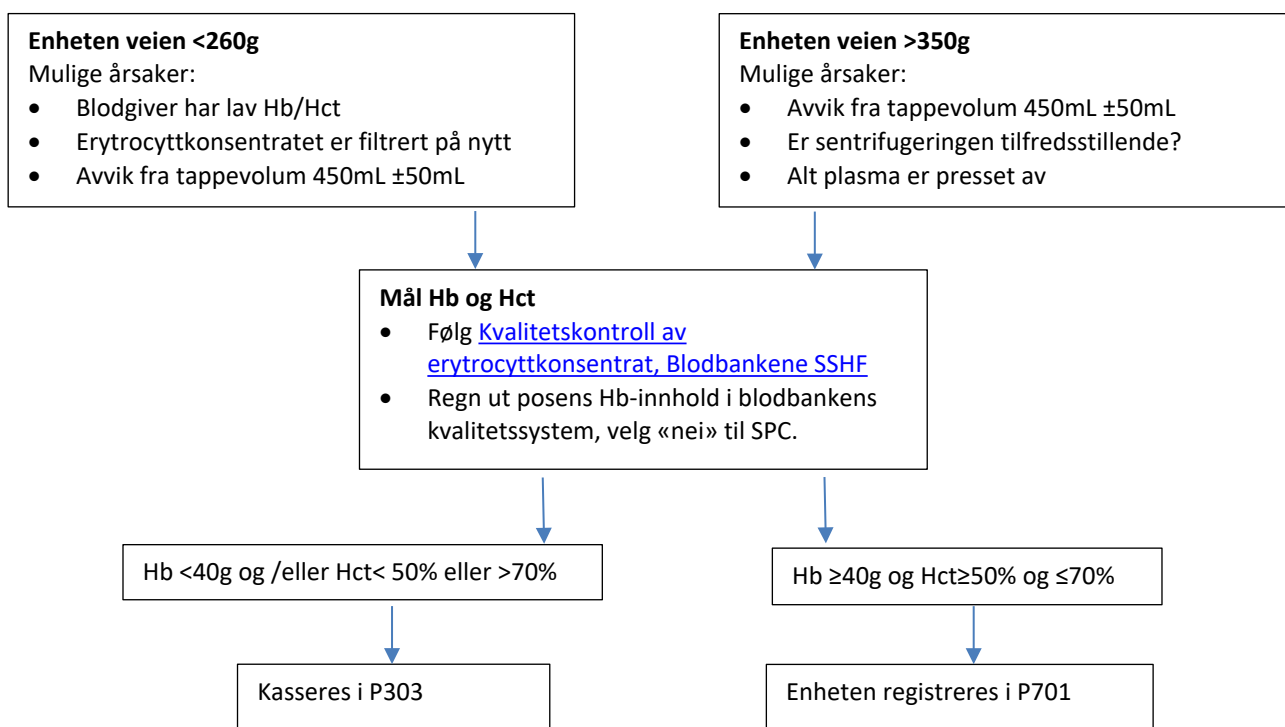 Enheten veien <260g
Mulige årsaker:
• Blodgiver har lav Hb/Hct
• Erytrocyttkonsentratet er filtrert på nytt
• Avvik fra tappevolum 450mL ±50mL
Enheten veien >350g
Mulige årsaker:
• Avvik fra tappevolum 450mL ±50mL
• Er sentrifugeringen tilfredsstillende?
• Alt plasma er presset av
Mål Hb og Hct
• Følg Kvalitetskontroll av
erytrocyttkonsentrat, Blodbankene SSHF
• Regn ut posens Hb-innhold i blodbankens
kvalitetssystem, velg «nei» til SPC.
Hb <40g og /eller Hct< 50% eller >70%
Hb ≥40g og Hct≥50% og ≤70%
Kasseres i P303
Enheten registreres i P701